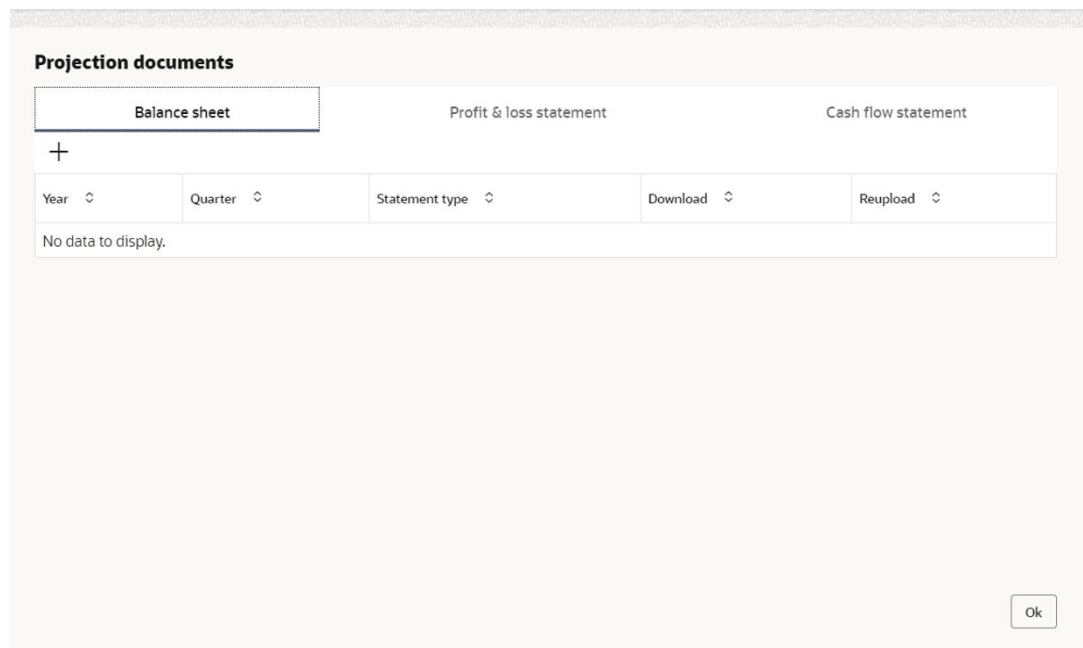 Projection documents
Balance sheet Profit & loss statement Cash flow statement
Year Quarter Statement type Download Reupload
No data to display.
Ok